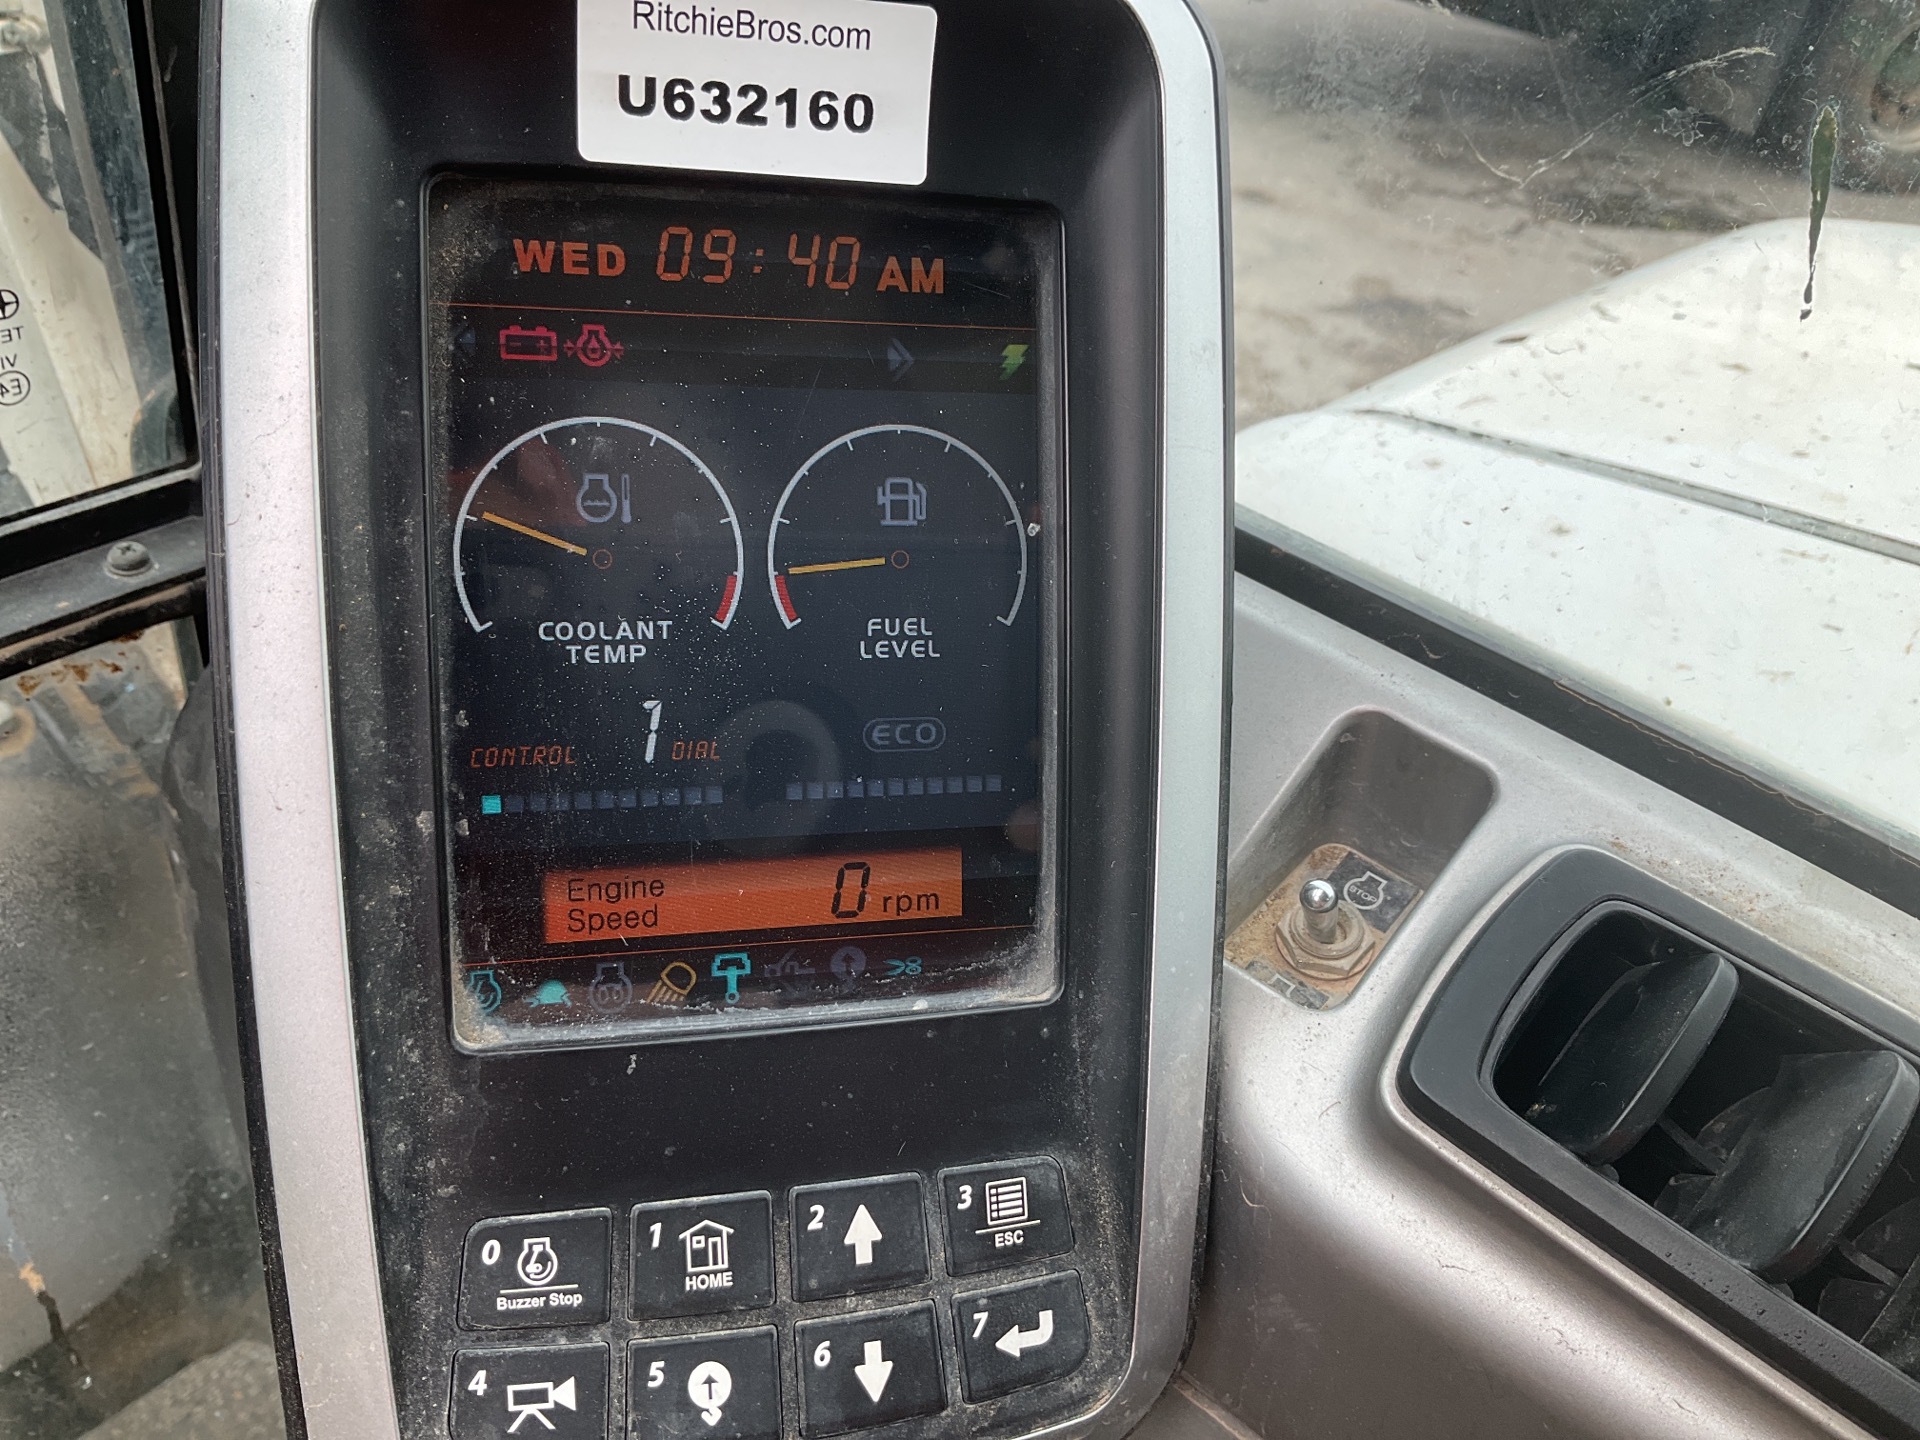 RitchieBros.com
U632160
WED 09:40 AM
COOLANT
TEMP
FUEL
LEVEL
CONTROL 1 DIAL
ECO
Engine
Speed
0 rpm
0
Buzzer Stop
1
HOME
2
3
ESC
4
5
6
7
STOP